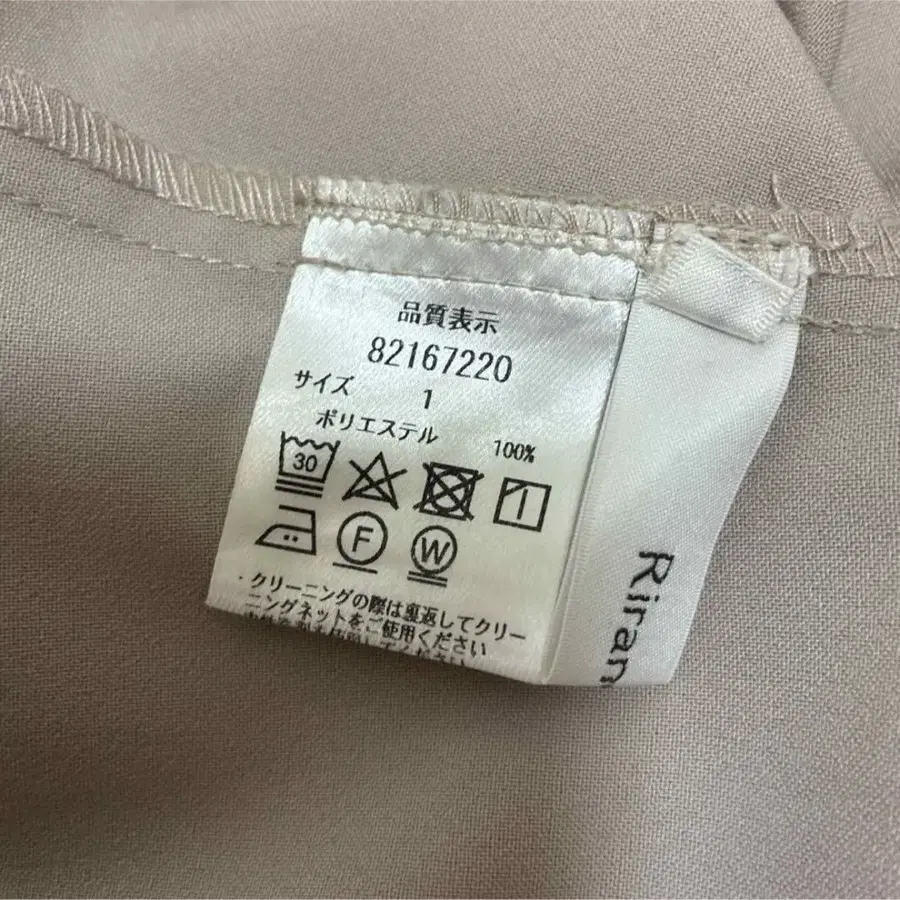 品質表示
82167220
サイズ 1
ポリエステル 100%
30
F W
・クリーニングの際は裏返してクリー
ニングネットをご使用ください
Riran